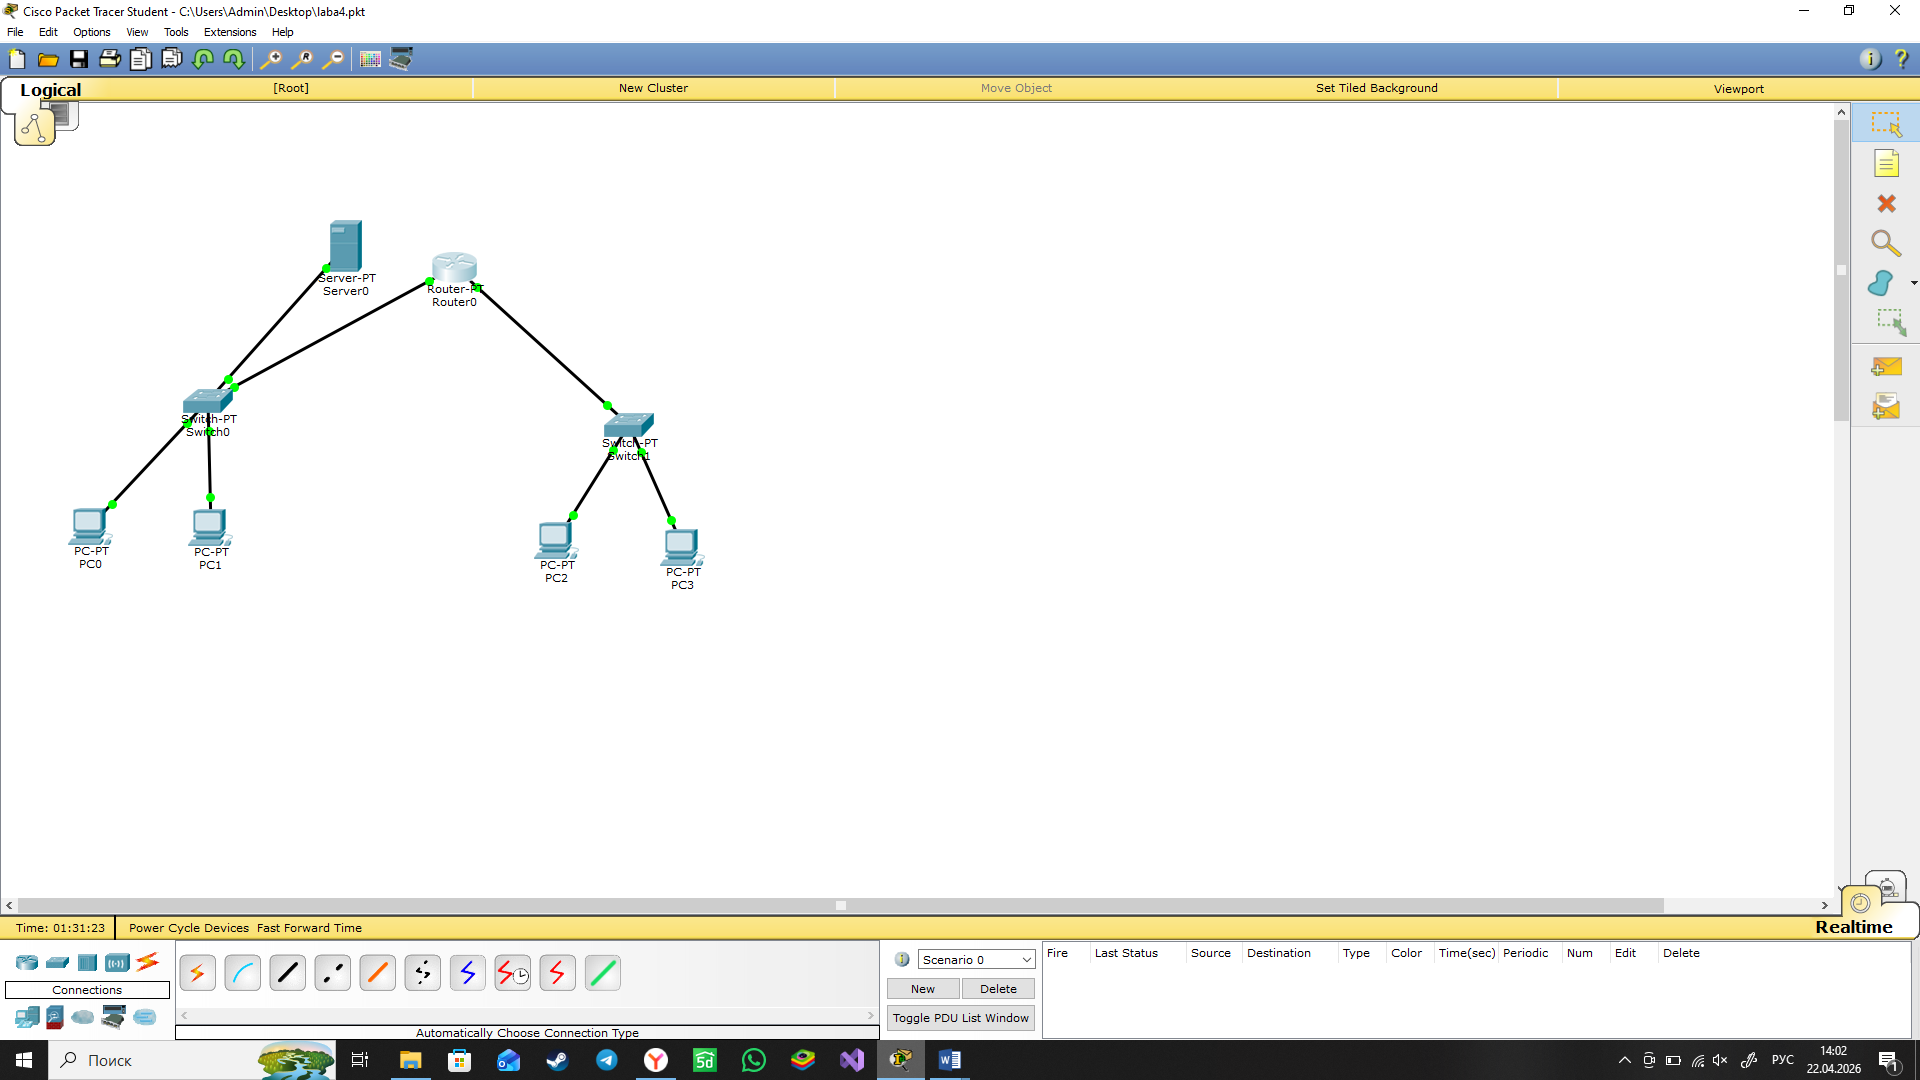 Cisco Packet Tracer Student - C:\Users\Admin\Desktop\laba4.pkt
File Edit Options View Tools Extensions Help
Logical [Root] New Cluster Move Object Set Tiled Background Viewport
Server-PT
Server0
Router-PT
Router0
Switch-PT
Switch0
Switch-PT
Switch1
PC-PT
PC0
PC-PT
PC1
PC-PT
PC2
PC-PT
PC3
Time: 01:31:23 Power Cycle Devices Fast Forward Time
Realtime
Connections
Automatically Choose Connection Type
Scenario 0
New Delete
Toggle PDU List Window
Fire Last Status Source Destination Type Color Time(sec) Periodic Num Edit Delete
Поиск
5d
РУС
14:02
22.04.2026
1